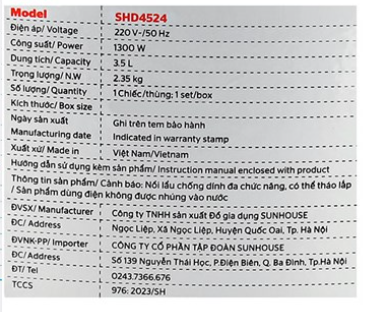 Model SHD4524
Điện áp/ Voltage 220V~/50 Hz
Công suất/ Power 1300 W
Dung tích/ Capacity 3.5 L
Trọng lượng/ N.W 2.35 kg
Số lượng/ Quantity 1 Chiếc/thùng; 1 set/box
Kích thước/ Box size
Ngày sản xuất Ghi trên tem bảo hành
Manufacturing date Indicated in warranty stamp
Xuất xứ/ Made in Việt Nam/Vietnam
Hướng dẫn sử dụng kèm sản phẩm/ Instruction manual enclosed with product
Thông tin sản phẩm/ Cảnh báo: Nồi lẩu chống dính đa chức năng, có thể tháo lắp
/ Sản phẩm dùng điện không được nhúng vào nước
ĐVSX/ Manufacturer Công ty TNHH sản xuất Đồ gia dụng SUNHOUSE
ĐC/ Address Ngọc Liệp, Xã Ngọc Liệp, Huyện Quốc Oai, Tp. Hà Nội
ĐVNK-PP/ Importer CÔNG TY CỔ PHẦN TẬP ĐOÀN SUNHOUSE
ĐC/ Address Số 139 Nguyễn Thái Học, P.Điện Biên, Q. Ba Đình, Tp.Hà Nội
ĐT/ Tel 0243.7366.676
TCCS 976: 2023/SH